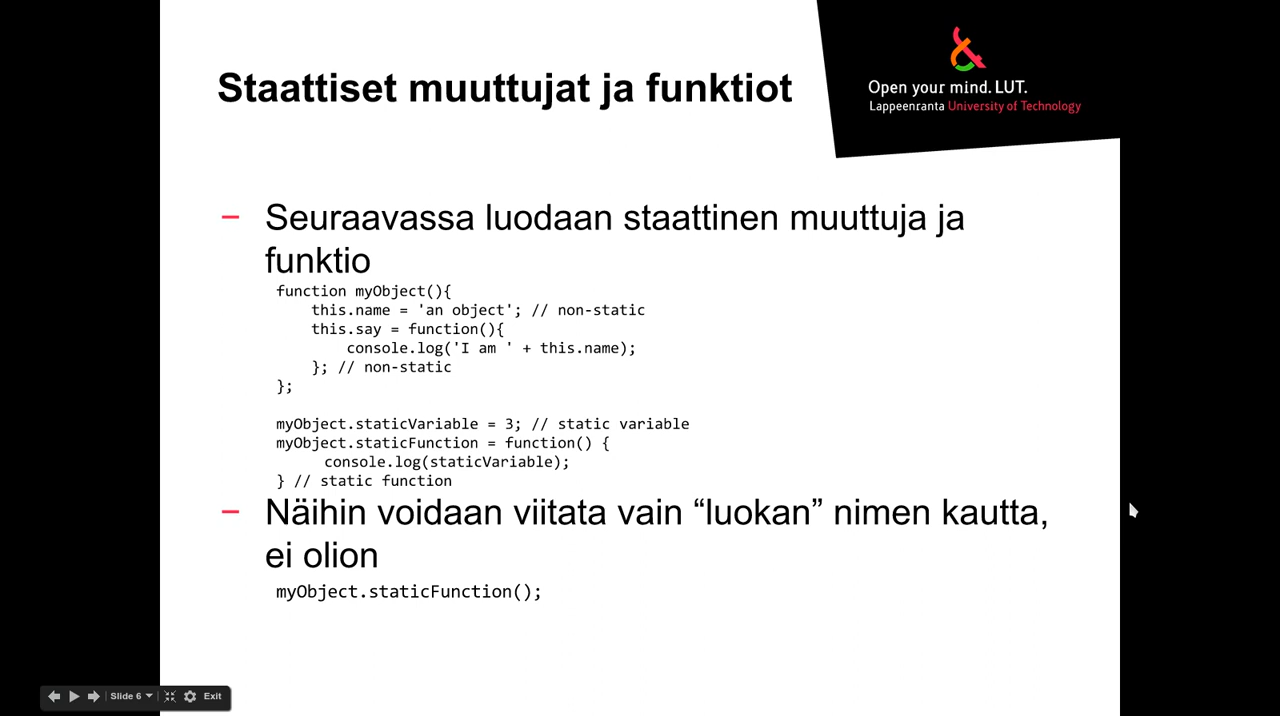 Staattiset muuttujat ja funktiot
Open your mind. LUT.
Lappeenranta University of Technology
– Seuraavassa luodaan staattinen muuttuja ja
funktio
function myObject(){
    this.name = 'an object'; // non-static
    this.say = function(){
        console.log('I am ' + this.name);
    }; // non-static
};
myObject.staticVariable = 3; // static variable
myObject.staticFunction = function() {
     console.log(staticVariable);
} // static function
– Näihin voidaan viitata vain “luokan” nimen kautta,
ei olion
myObject.staticFunction();
Slide 6 Exit